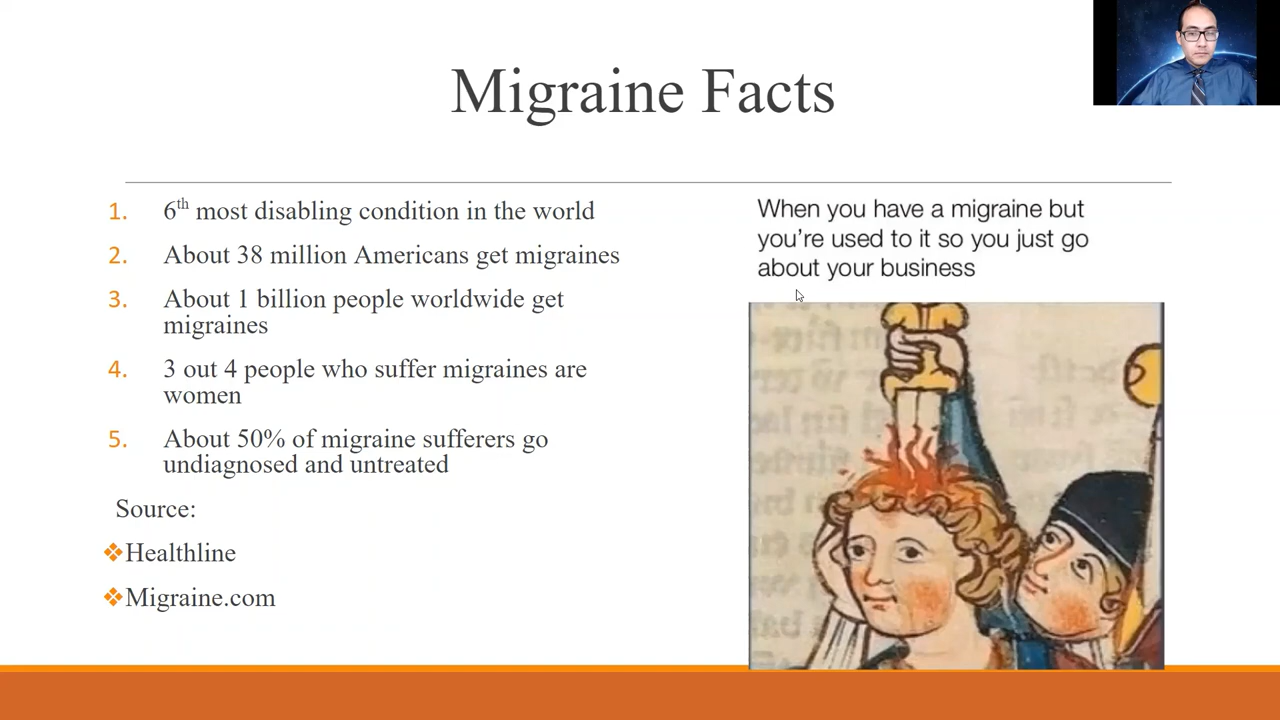 Migraine Facts
1. 6th most disabling condition in the world
2. About 38 million Americans get migraines
3. About 1 billion people worldwide get
migraines
4. 3 out 4 people who suffer migraines are
women
5. About 50% of migraine sufferers go
undiagnosed and untreated
Source:
Healthline
Migraine.com
When you have a migraine but
you're used to it so you just go
about your business